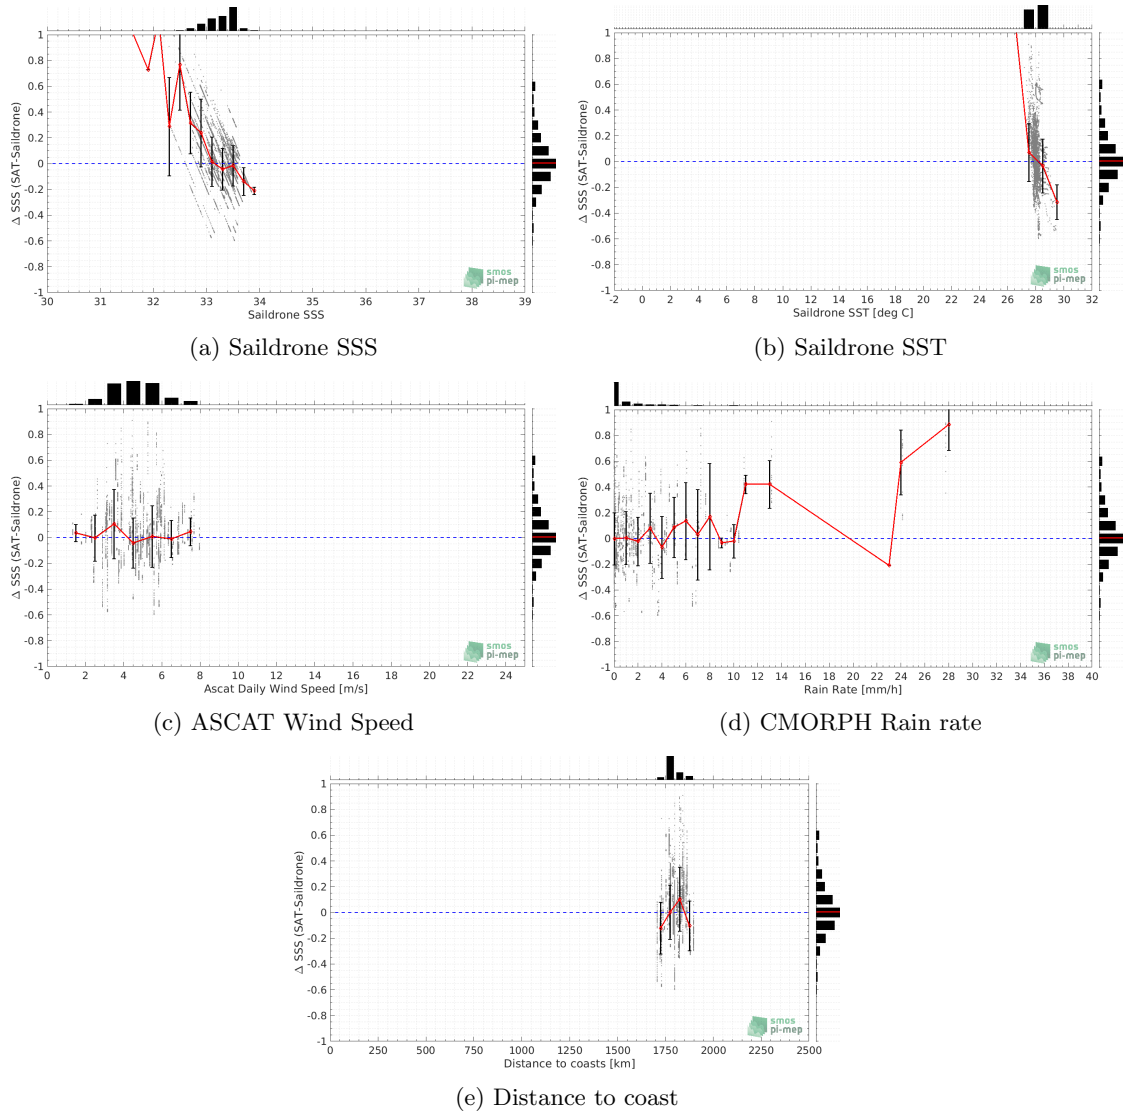 Δ SSS (SAT-Saildrone)
1
0.8
0.6
0.4
0.2
0
-0.2
-0.4
-0.6
-0.8
-1
30 31 32 33 34 35 36 37 38 39
Saildrone SSS
smos
pi-mep
(a) Saildrone SSS
Δ SSS (SAT-Saildrone)
1
0.8
0.6
0.4
0.2
0
-0.2
-0.4
-0.6
-0.8
-1
-2 0 2 4 6 8 10 12 14 16 18 20 22 24 26 28 30 32
Saildrone SST [deg C]
smos
pi-mep
(b) Saildrone SST
Δ SSS (SAT-Saildrone)
1
0.8
0.6
0.4
0.2
0
-0.2
-0.4
-0.6
-0.8
-1
0 2 4 6 8 10 12 14 16 18 20 22 24
Ascat Daily Wind Speed [m/s]
smos
pi-mep
(c) ASCAT Wind Speed
Δ SSS (SAT-Saildrone)
1
0.8
0.6
0.4
0.2
0
-0.2
-0.4
-0.6
-0.8
-1
0 2 4 6 8 10 12 14 16 18 20 22 24 26 28 30 32 34 36 38 40
Rain Rate [mm/h]
smos
pi-mep
(d) CMORPH Rain rate
Δ SSS (SAT-Saildrone)
1
0.8
0.6
0.4
0.2
0
-0.2
-0.4
-0.6
-0.8
-1
0 250 500 750 1000 1250 1500 1750 2000 2250 2500
Distance to coasts [km]
smos
pi-mep
(e) Distance to coast